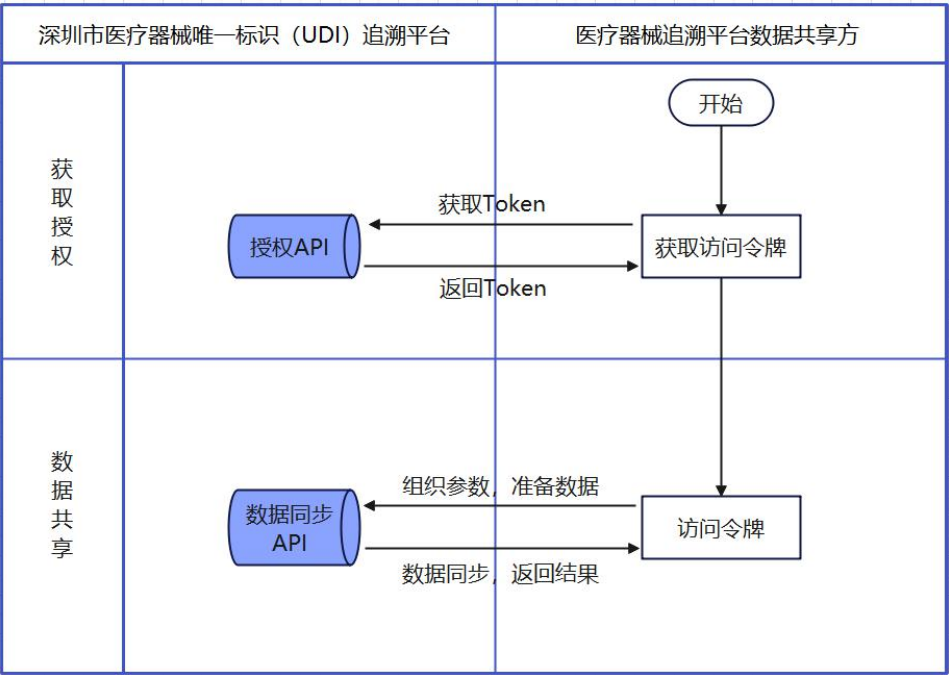 深圳市医疗器械唯一标识（UDI）追溯平台
医疗器械追溯平台数据共享方
获
取
授
权
开始
获取Token
授权API
获取访问令牌
返回Token
数
据
共
享
组织参数，准备数据
数据同步
API
访问令牌
数据同步，返回结果